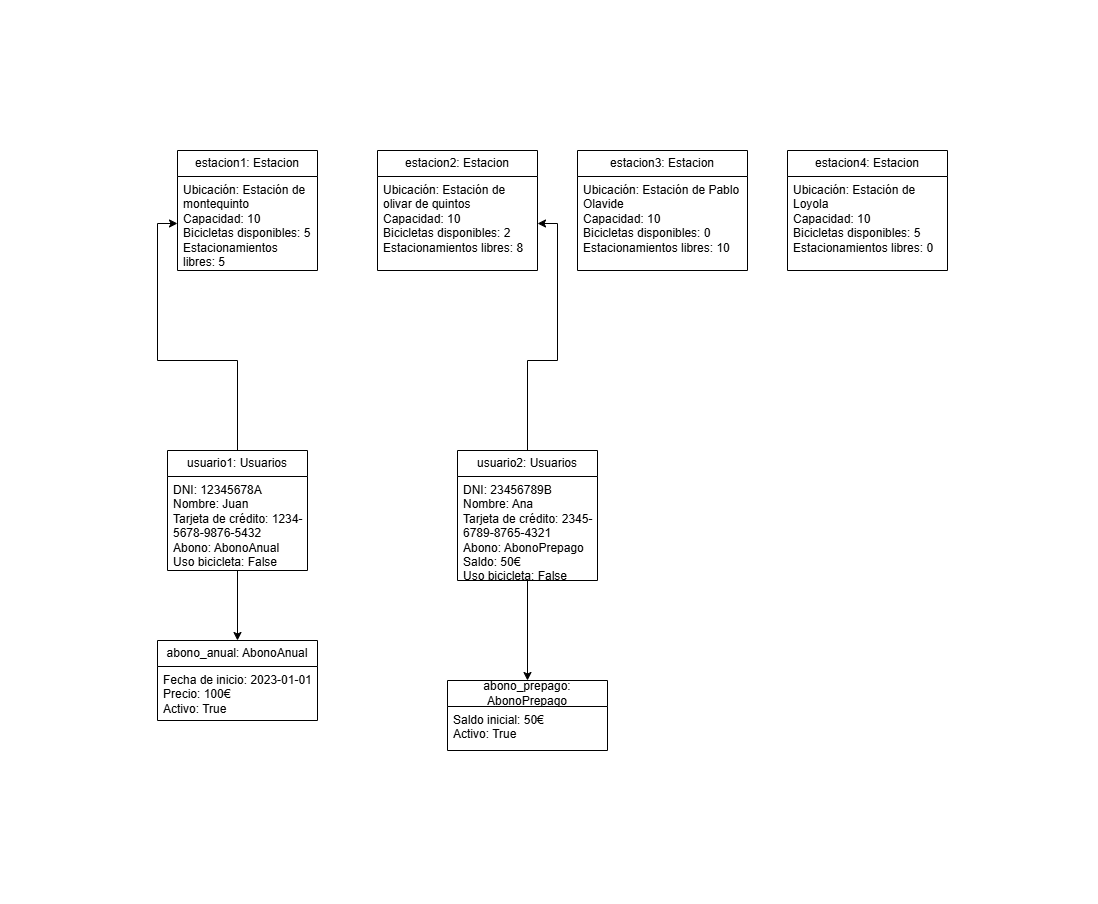 estacion1: Estacion
Ubicación: Estación de
montequinto
Capacidad: 10
Bicicletas disponibles: 5
Estacionamientos
libres: 5
estacion2: Estacion
Ubicación: Estación de
olivar de quintos
Capacidad: 10
Bicicletas disponibles: 2
Estacionamientos libres: 8
estacion3: Estacion
Ubicación: Estación de Pablo
Olavide
Capacidad: 10
Bicicletas disponibles: 0
Estacionamientos libres: 10
estacion4: Estacion
Ubicación: Estación de
Loyola
Capacidad: 10
Bicicletas disponibles: 5
Estacionamientos libres: 0
usuario1: Usuarios
DNI: 12345678A
Nombre: Juan
Tarjeta de crédito: 1234-
5678-9876-5432
Abono: AbonoAnual
Uso bicicleta: False
usuario2: Usuarios
DNI: 23456789B
Nombre: Ana
Tarjeta de crédito: 2345-
6789-8765-4321
Abono: AbonoPrepago
Saldo: 50€
Uso bicicleta: False
abono_anual: AbonoAnual
Fecha de inicio: 2023-01-01
Precio: 100€
Activo: True
abono_prepago:
AbonoPrepago
Saldo inicial: 50€
Activo: True